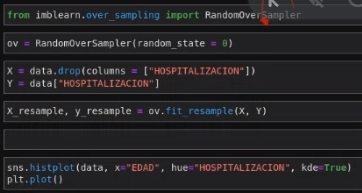 from imblearn.over_sampling import RandomOverSampler
ov = RandomOverSampler(random_state = 0)
X = data.drop(columns = ["HOSPITALIZACION"])
Y = data["HOSPITALIZACION"]
X_resample, y_resample = ov.fit_resample(X, Y)
sns.histplot(data, x="EDAD", hue="HOSPITALIZACION", kde=True)
plt.plot()